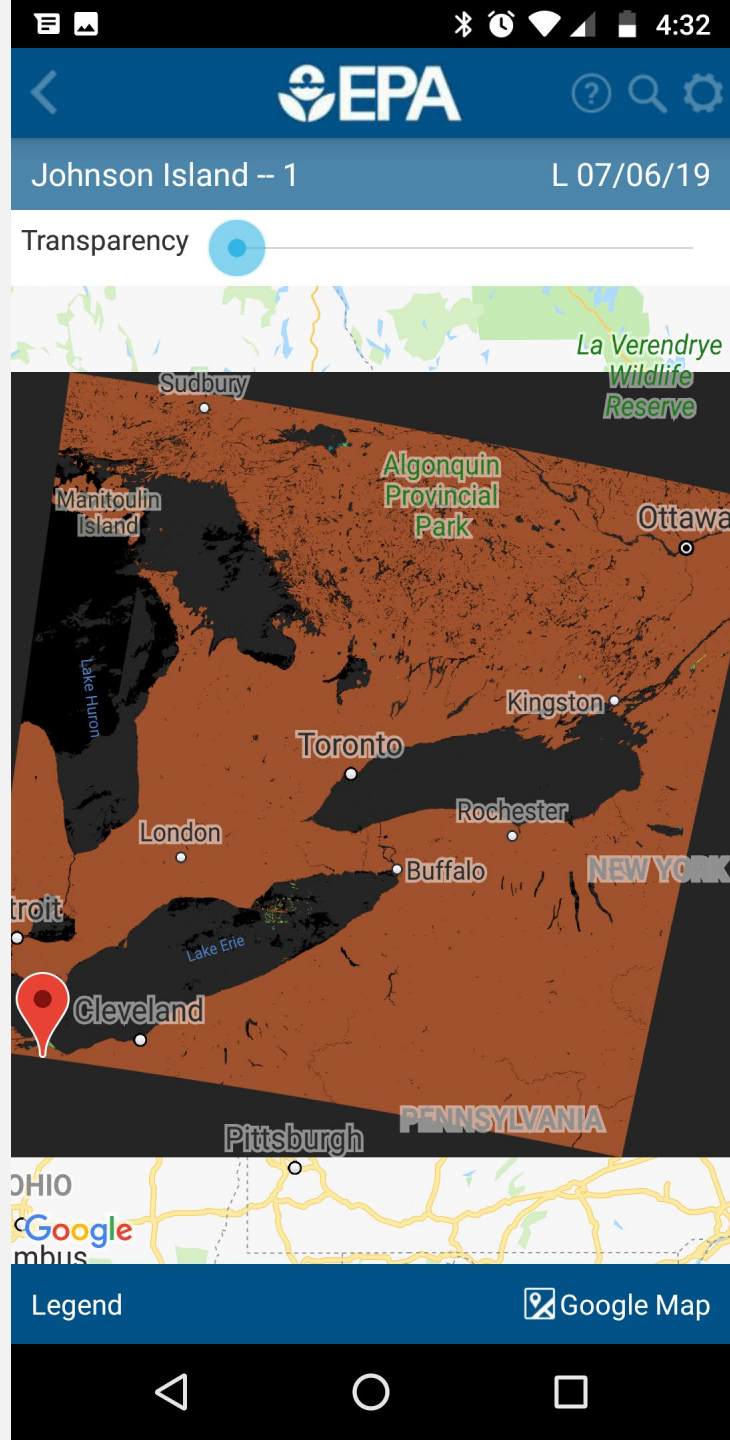 4:32
EPA
Johnson Island -- 1
L 07/06/19
Transparency
La Verendrye
Wildlife
Reserve
Sudbury
Algonquin
Provincial
Park
Manitoulin
Island
Ottawa
Lake Huron
Kingston
Toronto
Rochester
London
Buffalo
NEW YORK
troit
Lake Erie
Cleveland
PENNSYLVANIA
Pittsburgh
OHIO
Google
mbus
Legend
Google Map